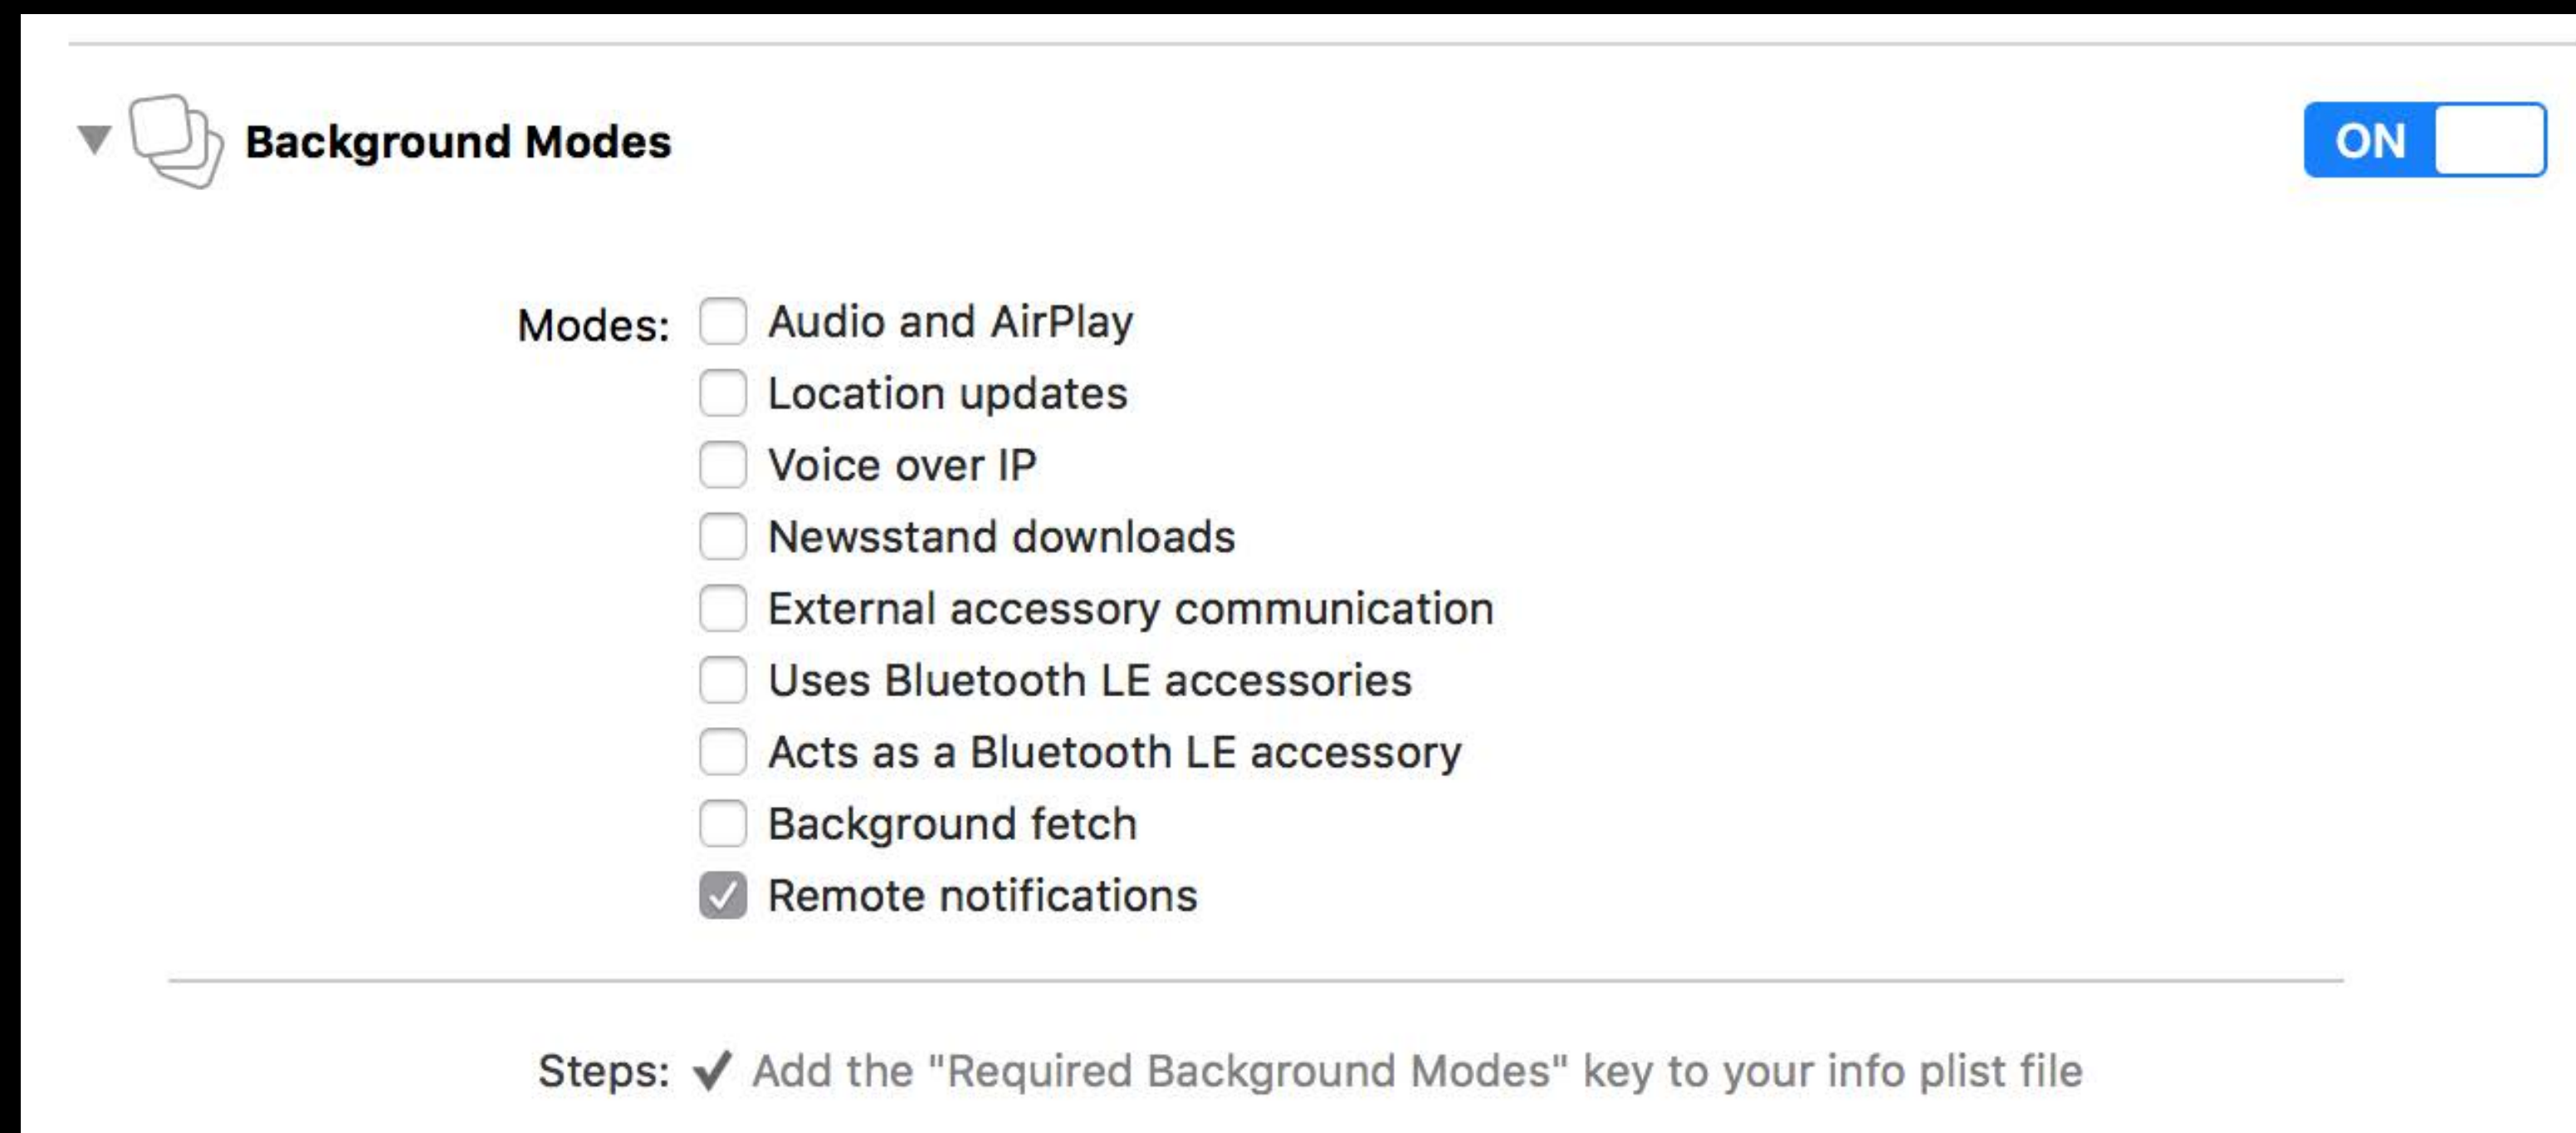 Background Modes
ON
Modes: Audio and AirPlay
Location updates
Voice over IP
Newsstand downloads
External accessory communication
Uses Bluetooth LE accessories
Acts as a Bluetooth LE accessory
Background fetch
Remote notifications
Steps: ✔ Add the "Required Background Modes" key to your info plist file